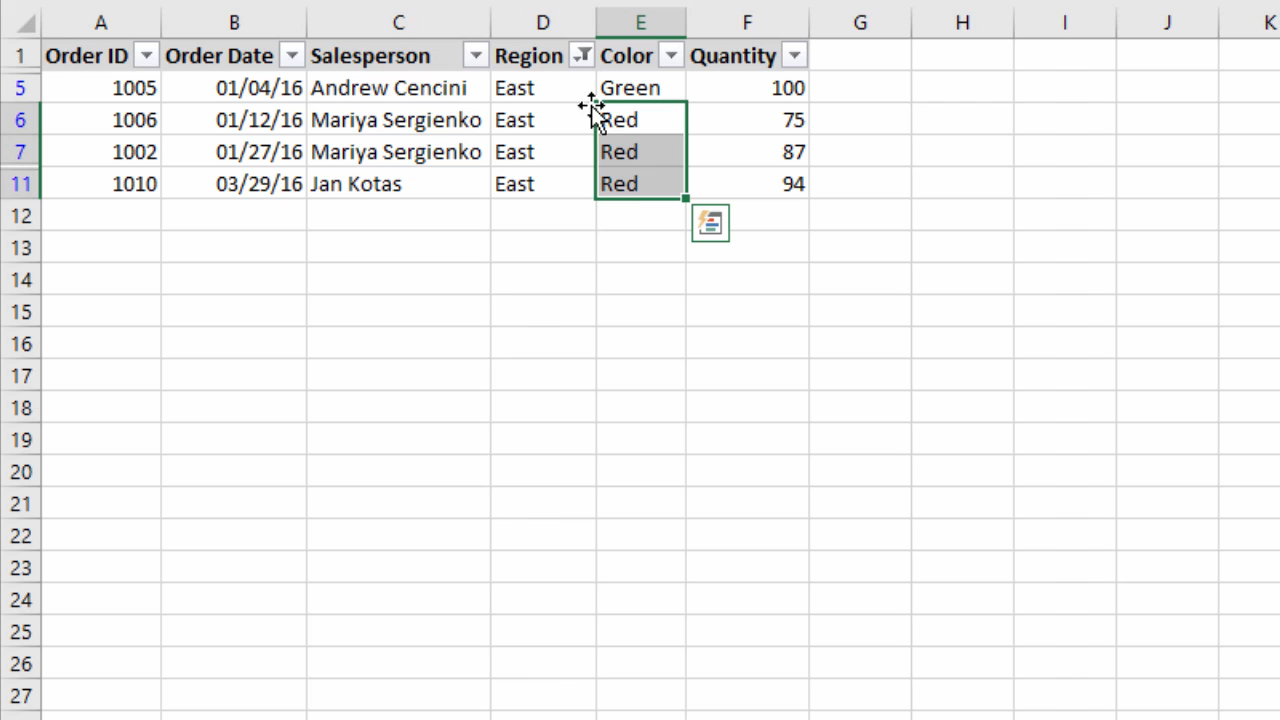 A B C D E F G H I J K
1 Order ID Order Date Salesperson Region Color Quantity
5 1005 01/04/16 Andrew Cencini East Green 100
6 1006 01/12/16 Mariya Sergienko East Red 75
7 1002 01/27/16 Mariya Sergienko East Red 87
11 1010 03/29/16 Jan Kotas East Red 94
12
13
14
15
16
17
18
19
20
21
22
23
24
25
26
27